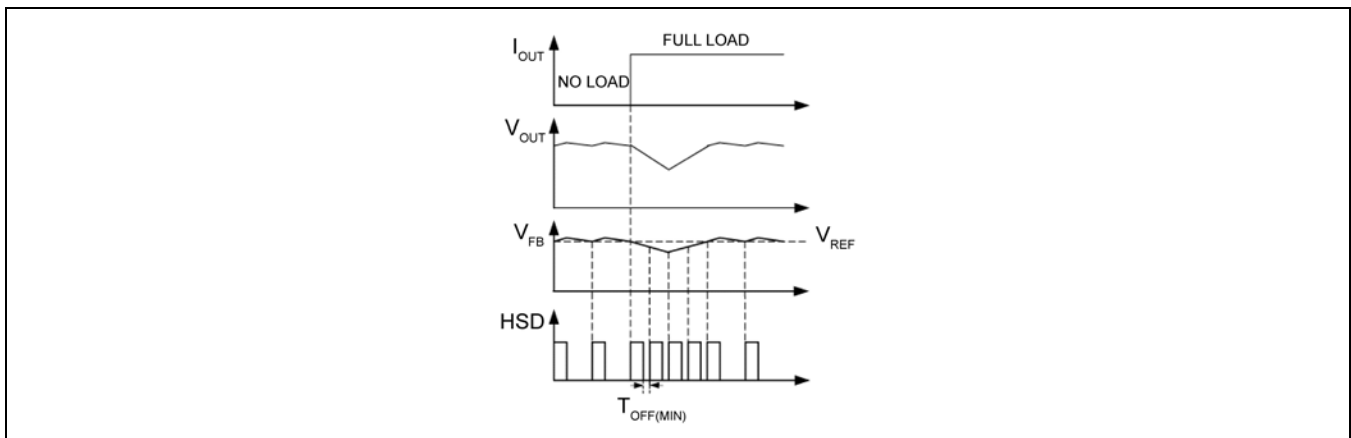 I_OUT
FULL LOAD
NO LOAD
V_OUT
V_FB
V_REF
HSD
T_OFF(MIN)